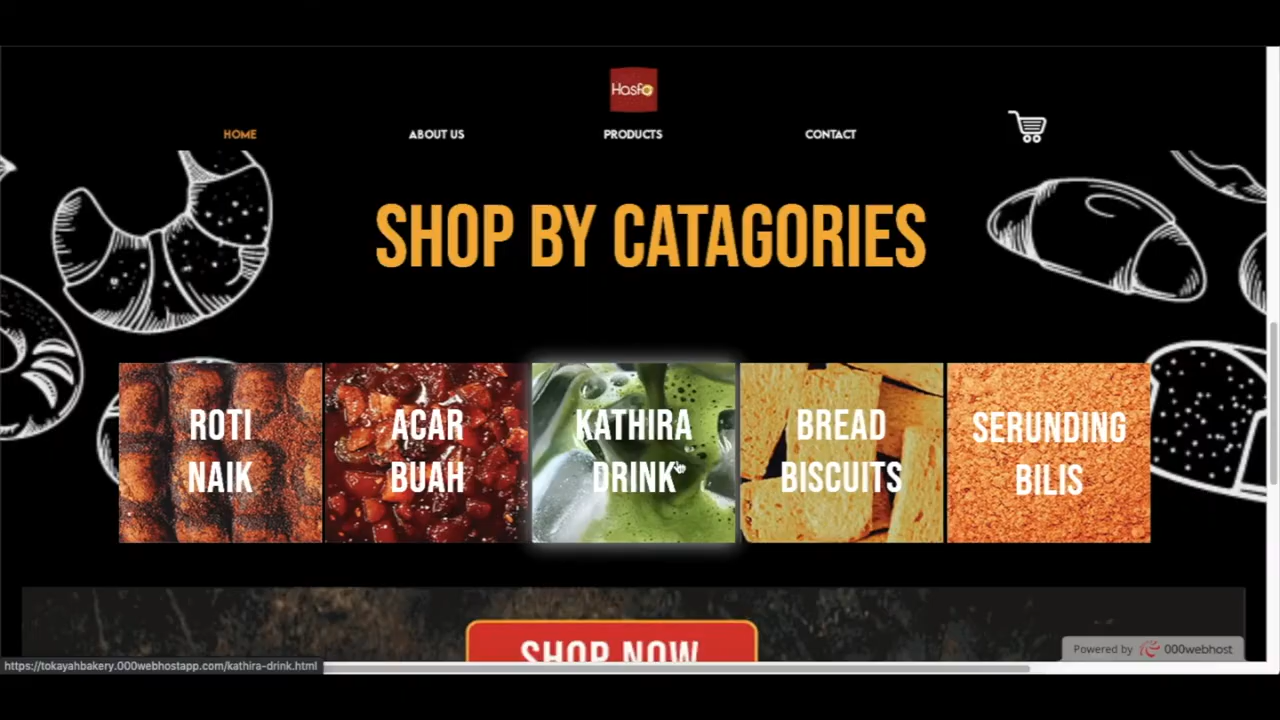 Hasfa
HOME
ABOUT US
PRODUCTS
CONTACT
SHOP BY CATAGORIES
ROTI
NAIK
ACAR
BUAH
KATHIRA
DRINK
BREAD
BISCUITS
SERUNDING
BILIS
SHOP NOW
Powered by 000webhost
https://tokayahbakery.000webhostapp.com/kathira-drink.html